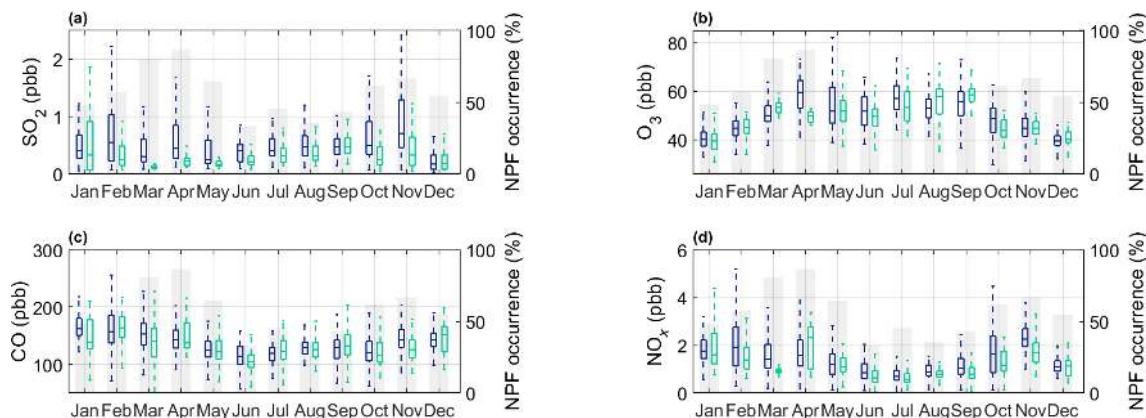 (a)
SO2 (pbb)
2
1
0
100
50
0
NPF occurrence (%)
Jan Feb Mar Apr May Jun Jul Aug Sep Oct Nov Dec
(b)
O3 (pbb)
80
60
40
100
50
0
NPF occurrence (%)
Jan Feb Mar Apr May Jun Jul Aug Sep Oct Nov Dec
(c)
CO (pbb)
300
200
100
100
50
0
NPF occurrence (%)
Jan Feb Mar Apr May Jun Jul Aug Sep Oct Nov Dec
(d)
NOx (pbb)
6
4
2
0
100
50
0
NPF occurrence (%)
Jan Feb Mar Apr May Jun Jul Aug Sep Oct Nov Dec